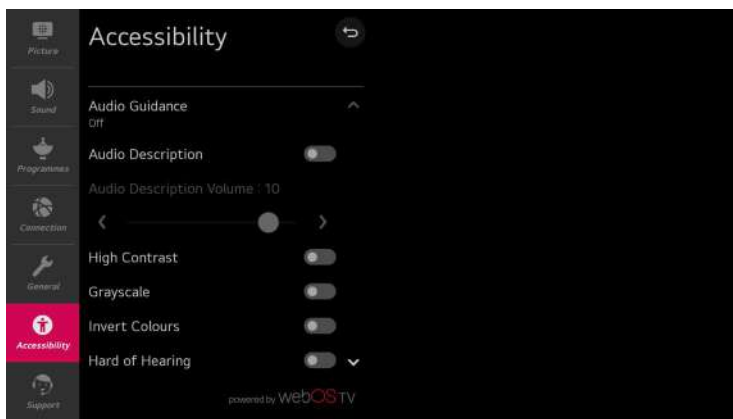 Picture
Sound
Programmes
Connection
General
Accessibility
Support
Accessibility
Audio Guidance
Off
Audio Description
Audio Description Volume : 10
High Contrast
Grayscale
Invert Colours
Hard of Hearing
powered by webOS TV